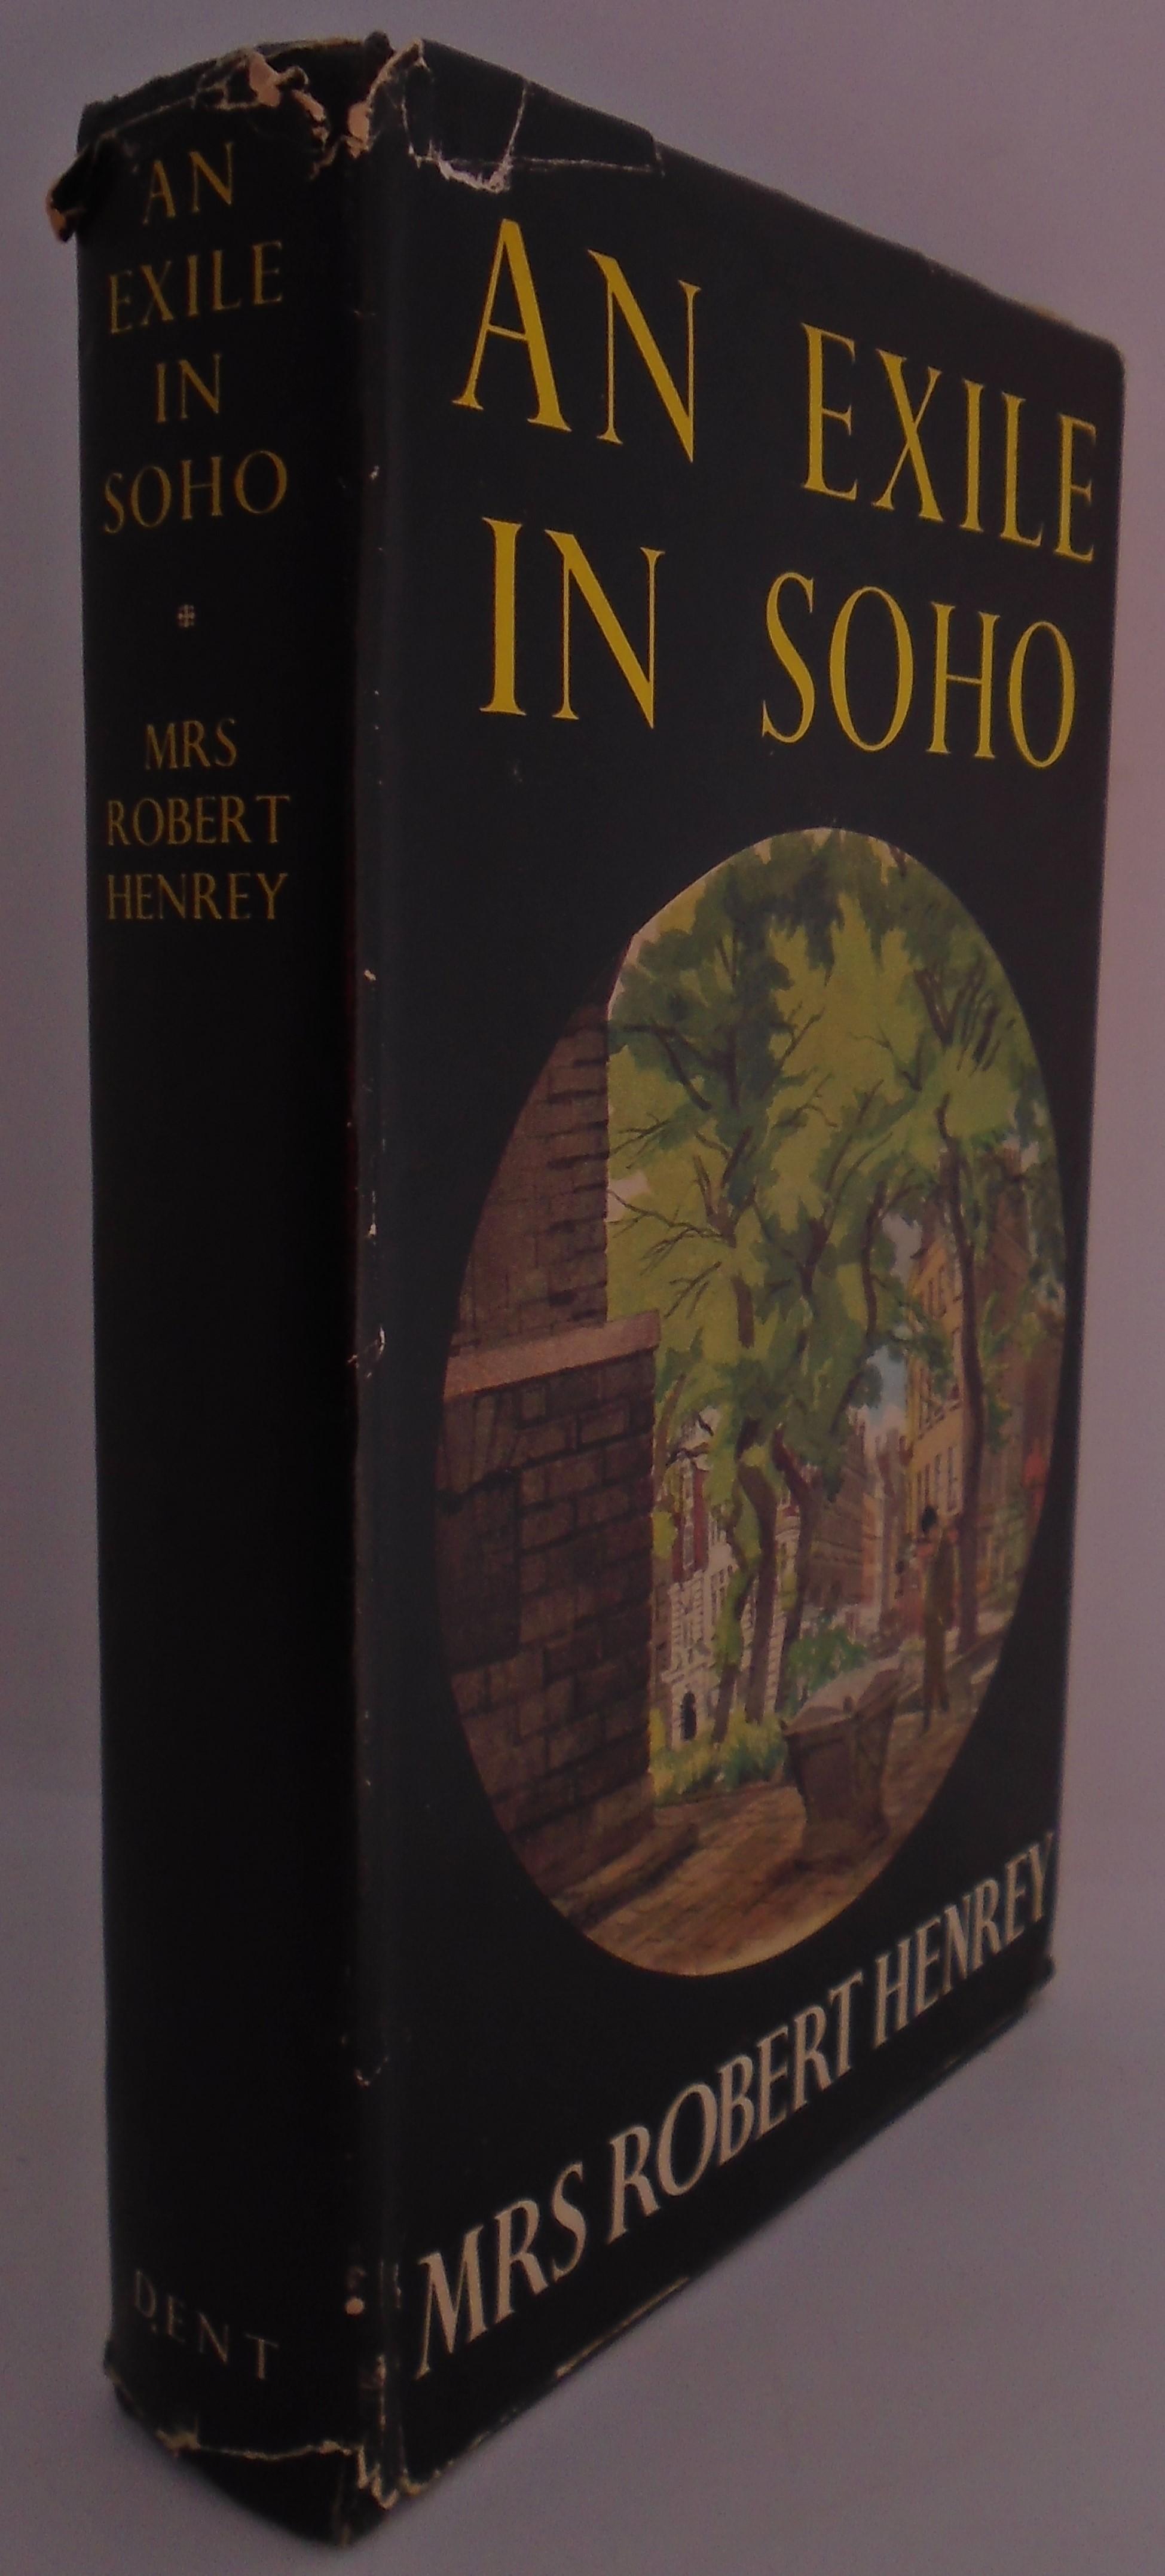 AN
EXILE
IN
SOHO
MRS
ROBERT
HENREY
DENT
AN EXILE
IN SOHO
MRS ROBERT HENREY